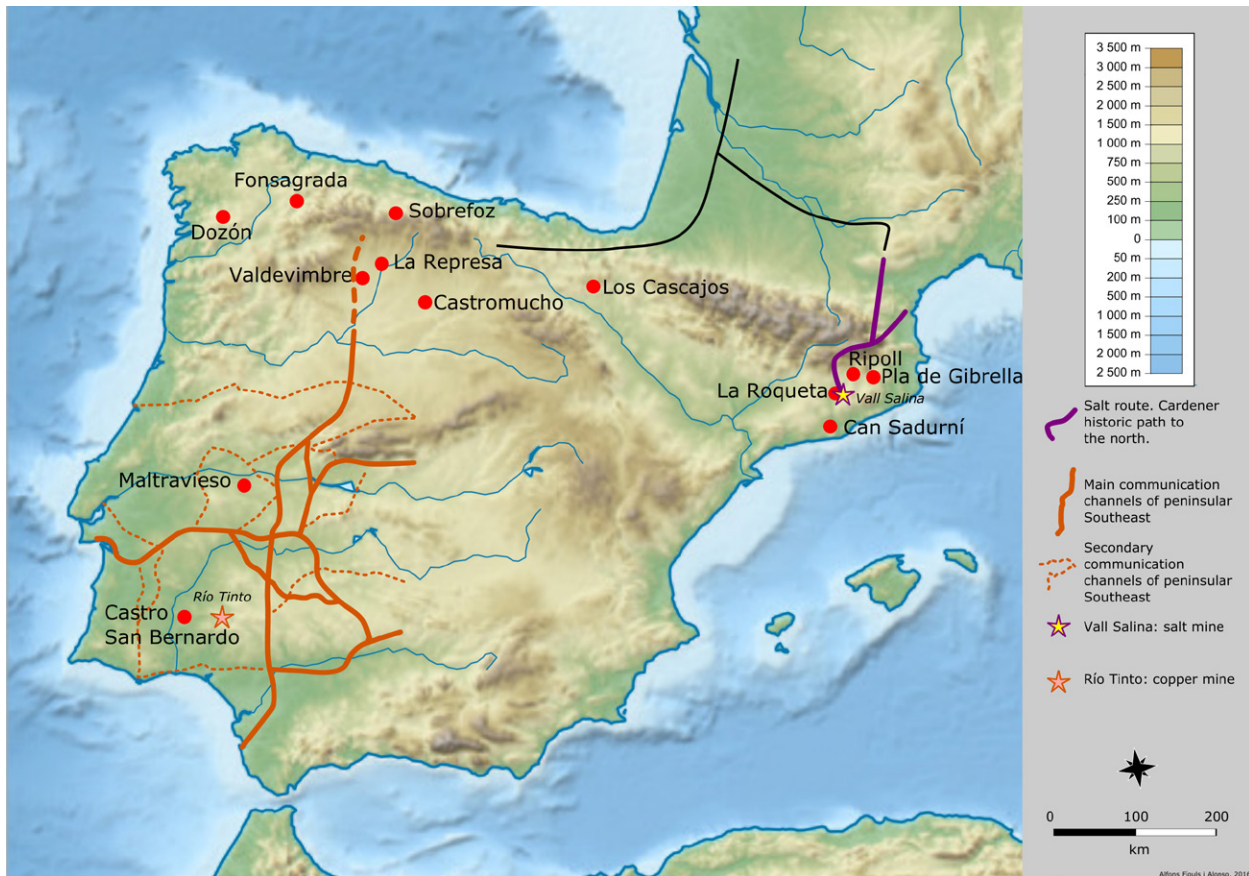 Fonsagrada
Dozón
Sobrefoz
La Represa
Valdevimbre
Castromucho
Los Cascajos
Ripoll
Pla de Gibrella
La Roqueta
Vall Salina
Can Sadurní
Maltravieso
Río Tinto
Castro
San Bernardo
3 500 m
3 000 m
2 500 m
2 000 m
1 500 m
1 000 m
750 m
500 m
250 m
100 m
0
50 m
200 m
500 m
1 000 m
1 500 m
2 000 m
2 500 m
Salt route. Cardener
historic path to
the north.
Main communication
channels of peninsular
Southeast
Secondary
communication
channels of peninsular
Southeast
Vall Salina: salt mine
Río Tinto: copper mine
0 100 200
km
Alfons Fíguls i Alonso, 2016